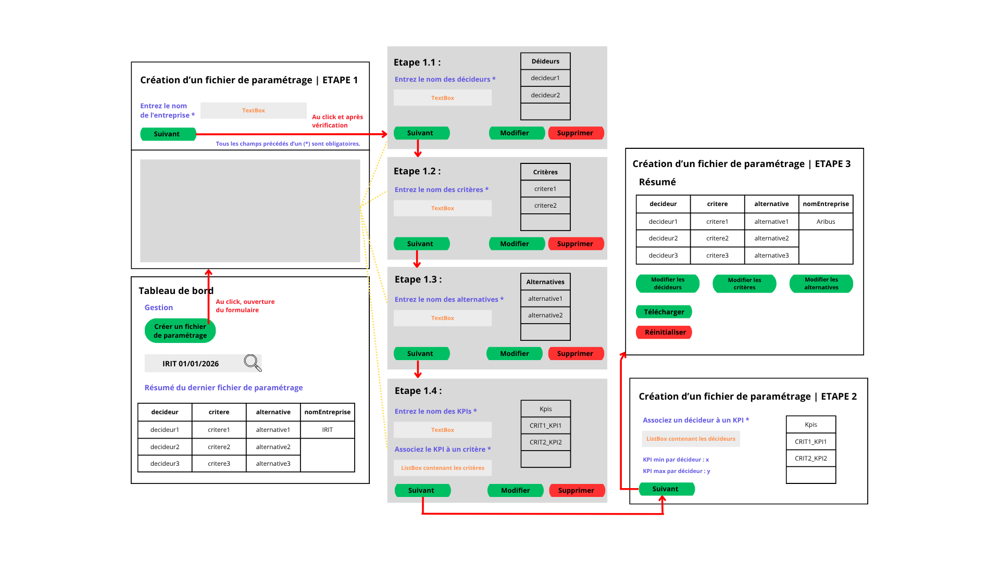 Création d'un fichier de paramétrage | ETAPE 1
Entrez le nom
de l'entreprise *
TextBox
Au click et après
vérification
Suivant
Tous les champs précédés d'un (*) sont obligatoires.
Tableau de bord
Gestion
Au click, ouverture
du formulaire
Créer un fichier
de paramétrage
IRIT 01/01/2026
Résumé du dernier fichier de paramétrage
decideur critere alternative nomEntreprise
decideur1 critere1 alternative1 IRIT
decideur2 critere2 alternative2
decideur3 critere3 alternative3
Etape 1.1 :
Entrez le nom des décideurs *
TextBox
Déideurs
decideur1
decideur2
Suivant Modifier Supprimer
Etape 1.2 :
Entrez le nom des critères *
TextBox
Critères
critere1
critere2
Suivant Modifier Supprimer
Etape 1.3 :
Entrez le nom des alternatives *
TextBox
Alternatives
alternative1
alternative2
Suivant Modifier Supprimer
Etape 1.4 :
Entrez le nom des KPIs *
TextBox
Associez le KPI à un critère *
ListBox contenant les critères
Kpis
CRIT1_KPI1
CRIT2_KPI2
Suivant Modifier Supprimer
Création d'un fichier de paramétrage | ETAPE 3
Résumé
decideur critere alternative nomEntreprise
decideur1 critere1 alternative1 Aribus
decideur2 critere2 alternative2
decideur3 critere3 alternative3
Modifier les
décideurs
Modifier les
critères
Modifier les
alternatives
Télécharger
Réinitialiser
Création d'un fichier de paramétrage | ETAPE 2
Associez un décideur à un KPI *
ListBox contenant les décideurs
KPI min par décideur : x
KPI max par décideur : y
Kpis
CRIT1_KPI1
CRIT2_KPI2
Suivant